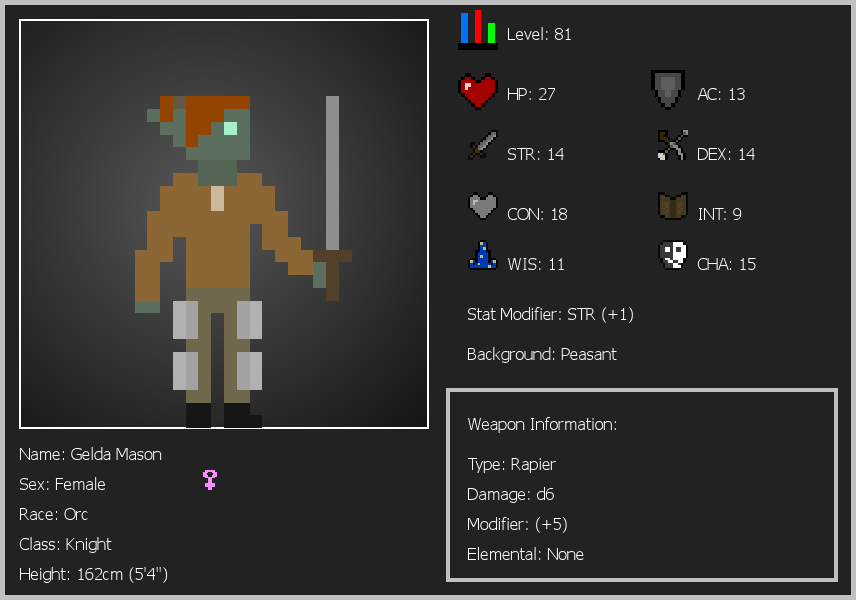 Level: 81
HP: 27
AC: 13
STR: 14
DEX: 14
CON: 18
INT: 9
WIS: 11
CHA: 15
Stat Modifier: STR (+1)
Background: Peasant
Weapon Information:
Type: Rapier
Damage: d6
Modifier: (+5)
Elemental: None
Name: Gelda Mason
Sex: Female
Race: Orc
Class: Knight
Height: 162cm (5'4")